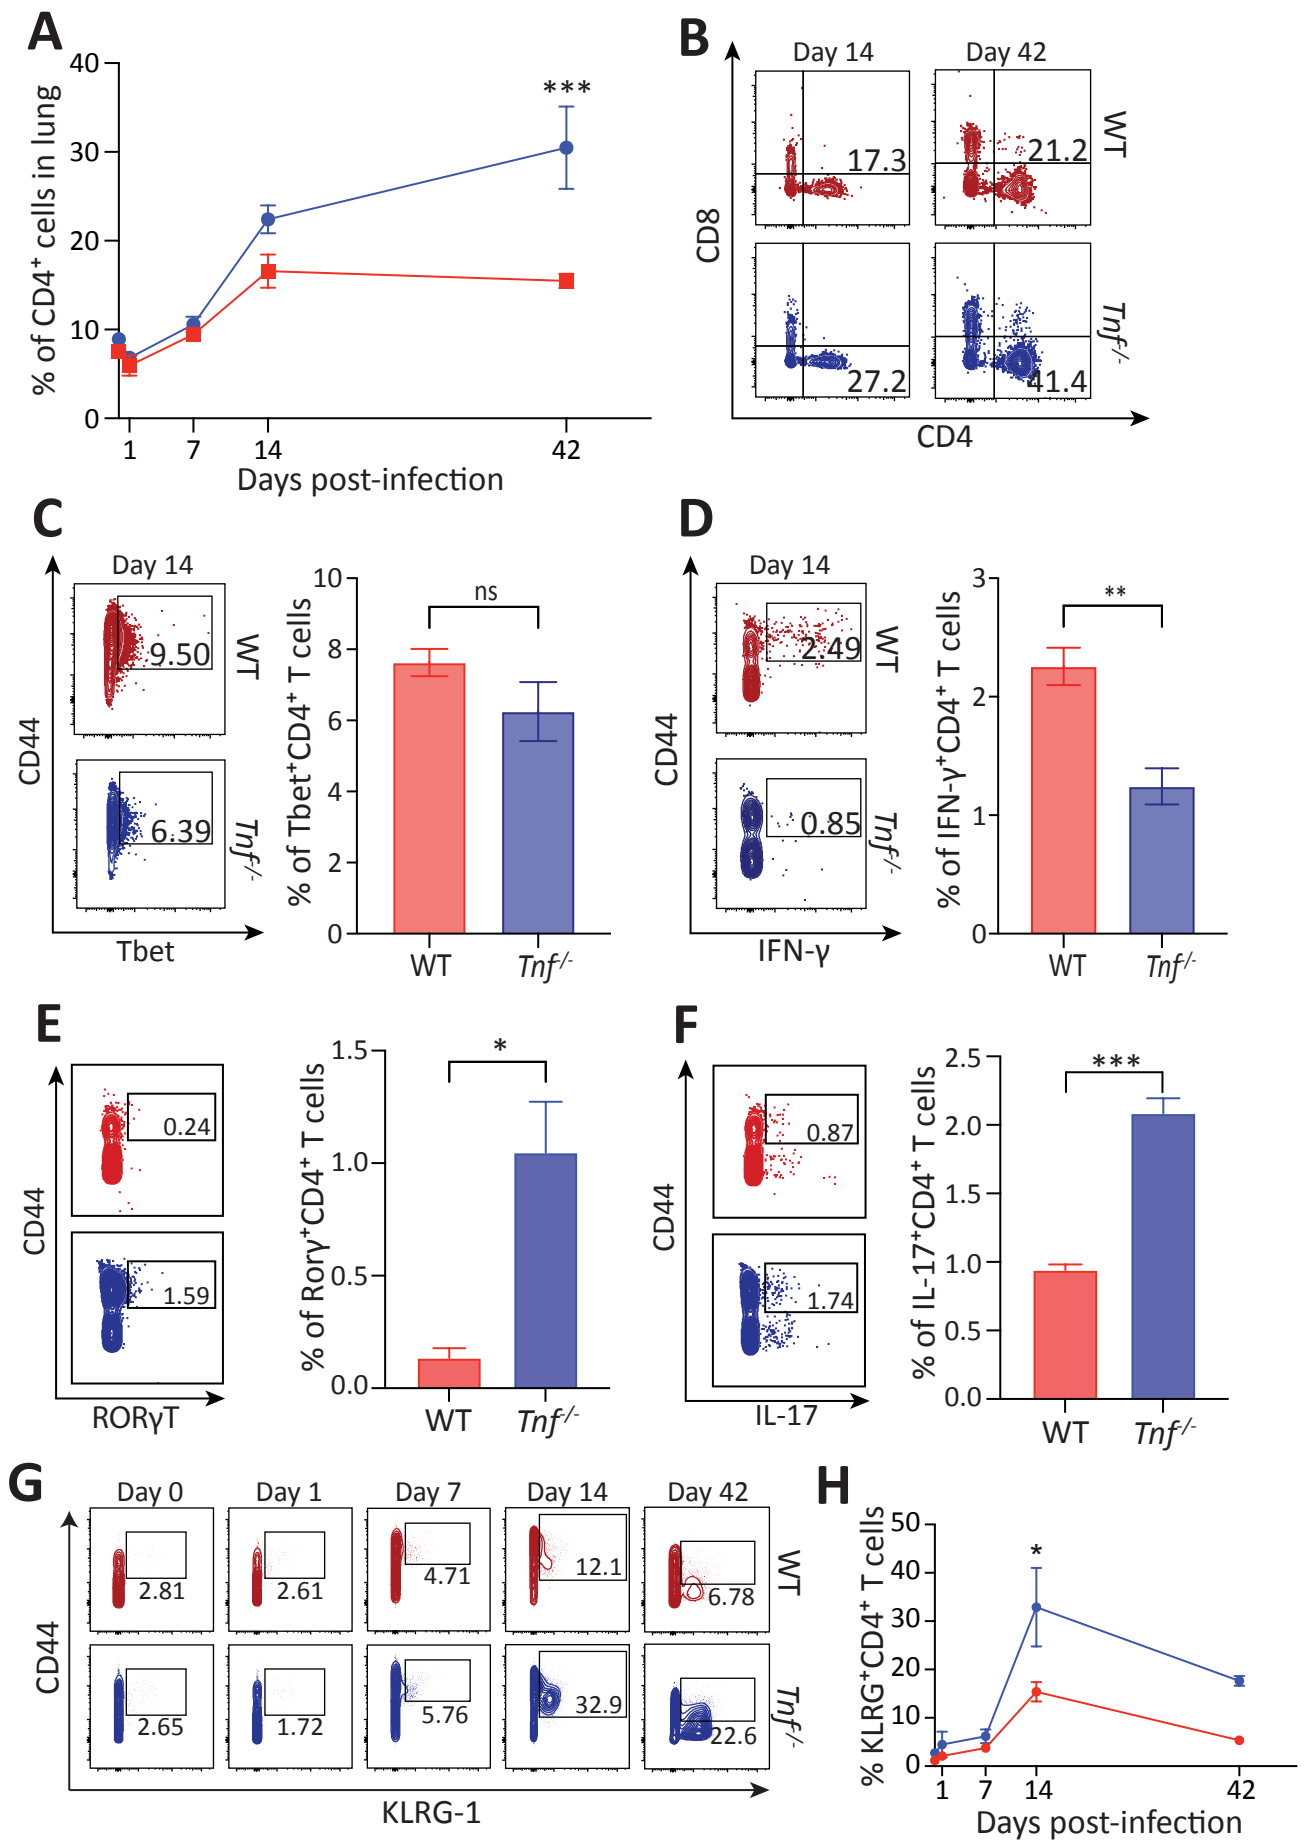 A
% of CD4⁺ cells in lung
40
30
20
10
0
***
1 7 14 42
Days post-infection
B
Day 14 Day 42
CD8
17.3 21.2
WT
27.2 41.4
Tnf-/-
CD4
C
Day 14
CD44
9.50
WT
6.39
Tnf-/-
Tbet
% of Tbet⁺CD4⁺ T cells
10
8
6
4
2
0
ns
WT Tnf-/-
D
Day 14
CD44
2.49
WT
0.85
Tnf-/-
IFN-γ
% of IFN-γ⁺CD4⁺ T cells
3
2
1
0
**
WT Tnf-/-
E
CD44
0.24
1.59
RORγT
% of Rorγ⁺CD4⁺ T cells
1.5
1.0
0.5
0.0
*
WT Tnf-/-
F
CD44
0.87
1.74
IL-17
% of IL-17⁺CD4⁺ T cells
2.5
2.0
1.5
1.0
0.5
0.0
***
WT Tnf-/-
G
Day 0 Day 1 Day 7 Day 14 Day 42
CD44
2.81 2.61 4.71 12.1 6.78
WT
2.65 1.72 5.76 32.9 22.6
Tnf-/-
KLRG-1
H
% KLRG⁺CD4⁺ T cells
50
40
30
20
10
0
*
1 7 14 42
Days post-infection